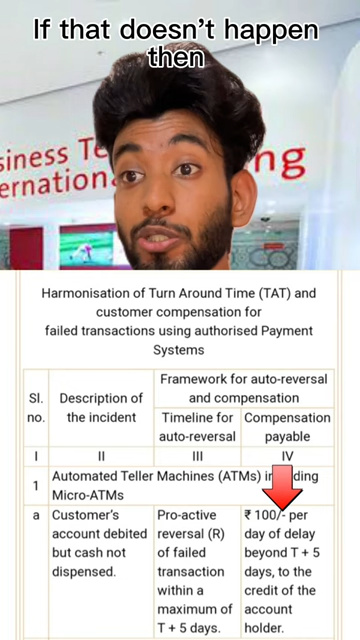 If that doesn't happen
then
siness Te
ng
ernation
Harmonisation of Turn Around Time (TAT) and
customer compensation for
failed transactions using authorised Payment
Systems
Sl. no.
Description of the incident
Framework for auto-reversal and compensation
Timeline for auto-reversal
Compensation payable
I
II
III
IV
1
Automated Teller Machines (ATMs)
Micro-ATMs
a
Customer's
account debited
but cash not
dispensed.
Pro-active
reversal (R)
of failed
transaction
within a
maximum of
T + 5 days.
₹ 100/- per
day of delay
beyond T + 5
days, to the
credit of the
account
holder.